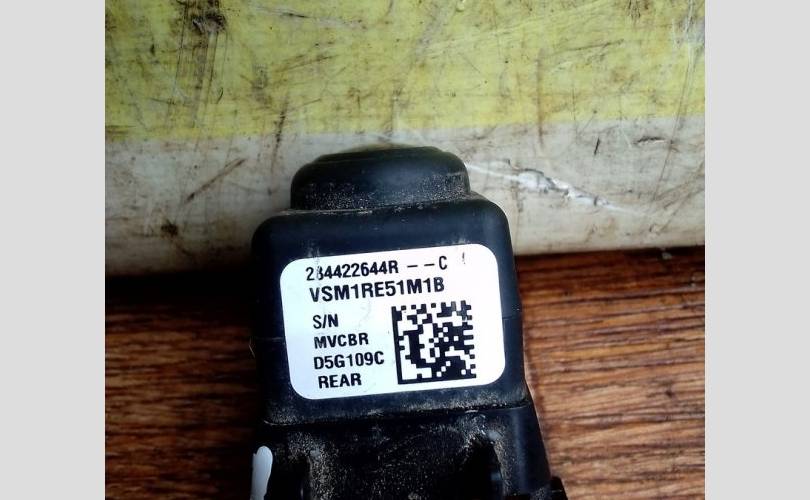 284422644R --C
VSM1RE51M1B
S/N
MVCBR
D5G109C
REAR